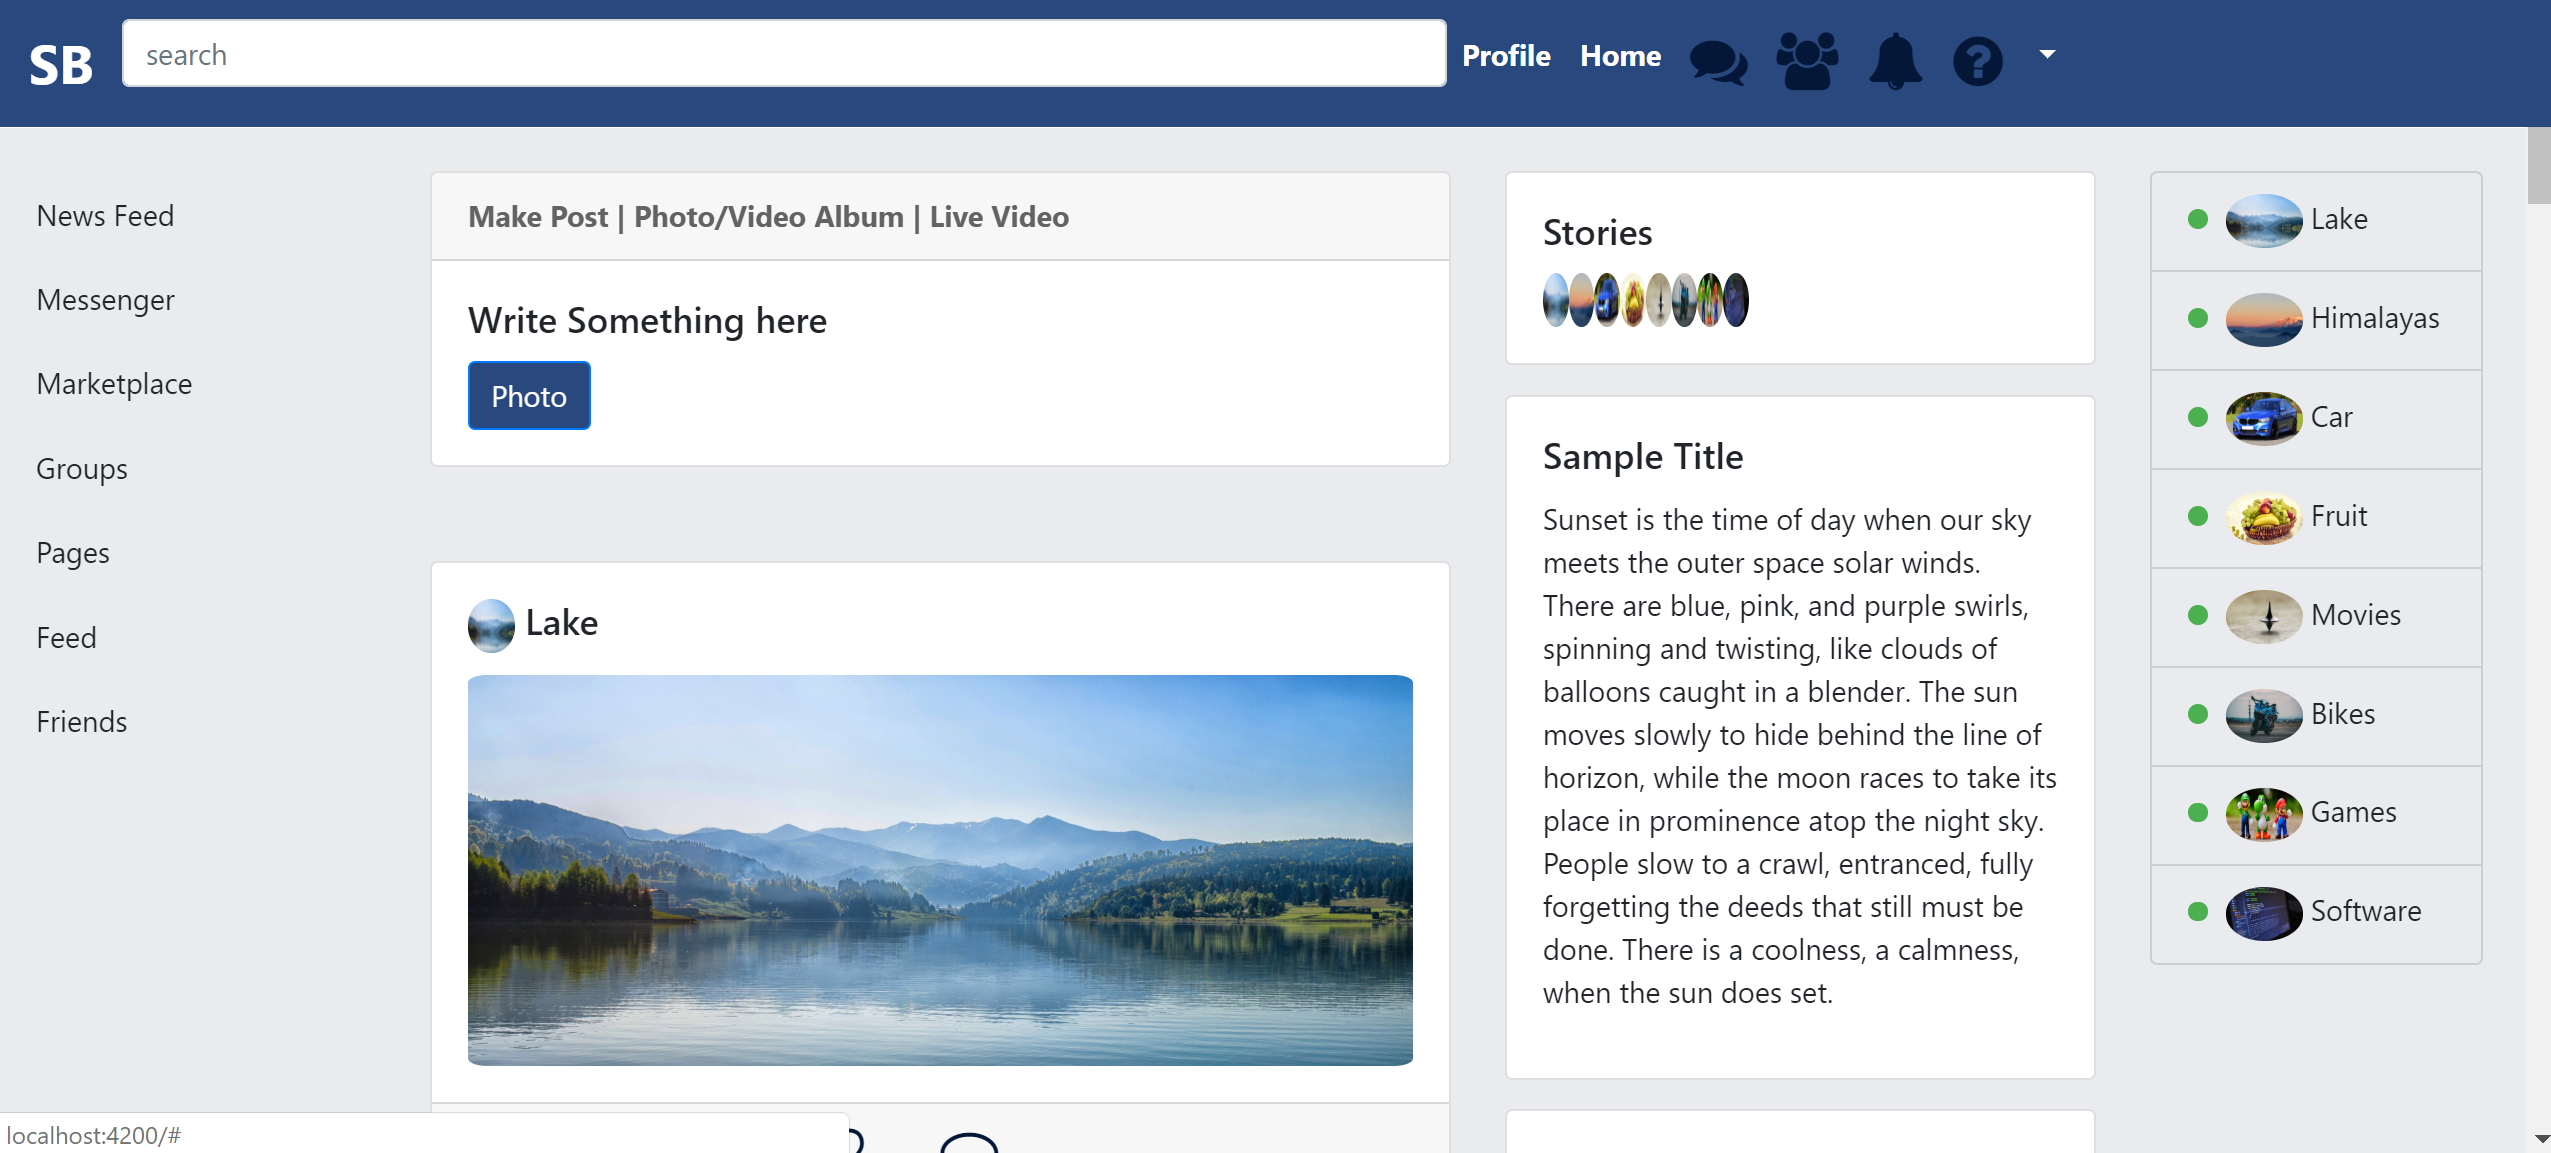 SB
search
Profile
Home
News Feed
Messenger
Marketplace
Groups
Pages
Feed
Friends
Make Post | Photo/Video Album | Live Video
Write Something here
Photo
Lake
Stories
Sample Title
Sunset is the time of day when our sky
meets the outer space solar winds.
There are blue, pink, and purple swirls,
spinning and twisting, like clouds of
balloons caught in a blender. The sun
moves slowly to hide behind the line of
horizon, while the moon races to take its
place in prominence atop the night sky.
People slow to a crawl, entranced, fully
forgetting the deeds that still must be
done. There is a coolness, a calmness,
when the sun does set.
Lake
Himalayas
Car
Fruit
Movies
Bikes
Games
Software
localhost:4200/#